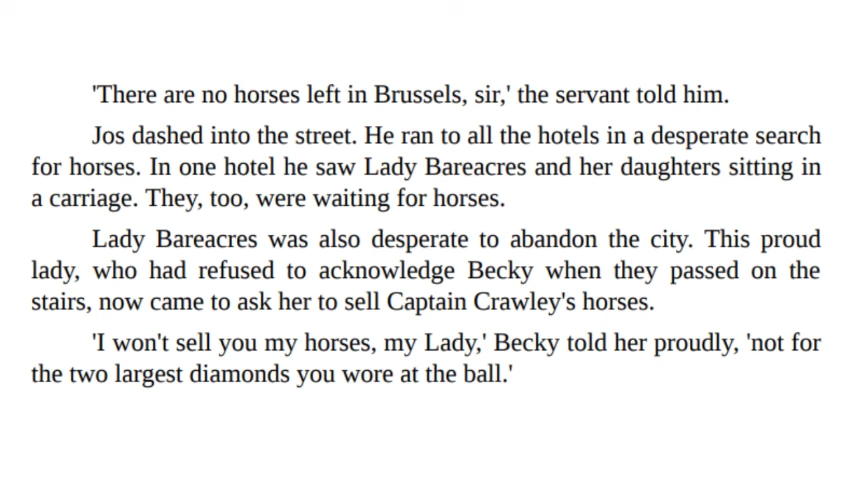 'There are no horses left in Brussels, sir,' the servant told him.
Jos dashed into the street. He ran to all the hotels in a desperate search
for horses. In one hotel he saw Lady Bareacres and her daughters sitting in
a carriage. They, too, were waiting for horses.
Lady Bareacres was also desperate to abandon the city. This proud
lady, who had refused to acknowledge Becky when they passed on the
stairs, now came to ask her to sell Captain Crawley's horses.
'I won't sell you my horses, my Lady,' Becky told her proudly, 'not for
the two largest diamonds you wore at the ball.'